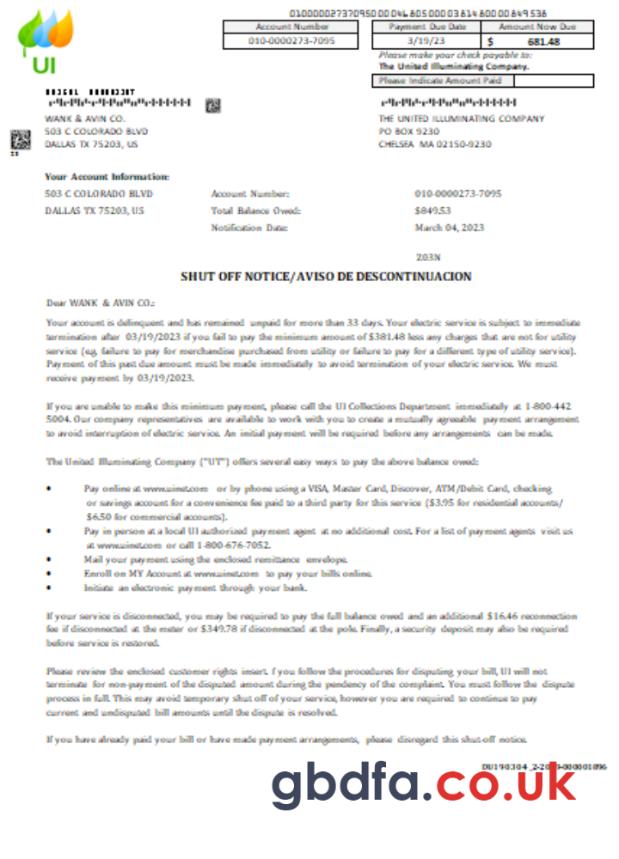 01000002737095000046805000038148000084953​8
Account Number
010-0000273-7095
Payment Due Date Amount Now Due
3/19/23 $ 681.48
Please make your check payable to:
The United Illuminating Company.
Please Indicate Amount Paid
UI
WANK & AVIN CO.
503 C COLORADO BLVD
DALLAS TX 75203, US
THE UNITED ILLUMINATING COMPANY
PO BOX 9230
CHELSEA MA 02150-9230
Your Account Information:
503 C COLORADO BLVD Account Number: 010-0000273-7095
DALLAS TX 75203, US Total Balance Owed: $849.53
Notification Date: March 04, 2023
Z03N
SHUT OFF NOTICE/AVISO DE DESCONTINUACION
Dear WANK & AVIN CO.:
Your account is delinquent and has remained unpaid for more than 33 days. Your electric service is subject to immediate
termination after 03/19/2023 if you fail to pay the minimum amount of $381.48 less any charges that are not for utility
service (eg, failure to pay for merchandise purchased from utility or failure to pay for a different type of utility service).
Payment of this past due amount must be made immediately to avoid termination of your electric service. We must
receive payment by 03/19/2023.
If you are unable to make this minimum payment, please call the UI Collections Department immediately at 1-800-442
5004. Our company representatives are available to work with you to create a mutually agreeable payment arrangement
to avoid interruption of electric service. An initial payment will be required before any arrangements can be made.
The United Illuminating Company ("UT") offers several easy ways to pay the above balance owed:
• Pay online at www.uinet.com or by phone using a VISA, Master Card, Discover, ATM/Debit Card, checking
or savings account for a convenience fee paid to a third party for this service ($3.95 for residential accounts/
$6.50 for commercial accounts).
• Pay in person at a local UI authorized payment agent at no additional cost. For a list of payment agents visit us
at www.uinet.com or call 1-800-676-7052.
• Mail your payment using the enclosed remittance envelope.
• Enroll on MY Account at www.uinet.com to pay your bills online.
• Initiate an electronic payment through your bank.
If your service is disconnected, you may be required to pay the full balance owed and an additional $16.46 reconnection
fee if disconnected at the meter or $349.78 if disconnected at the pole. Finally, a security deposit may also be required
before service is restored.
Please review the enclosed customer rights insert. f you follow the procedures for disputing your bill, UI will not
terminate for non-payment of the disputed amount during the pendency of the complaint. You must follow the dispute
process in full. This may avoid temporary shut off of your service, however you are required to continue to pay
current and undisputed bill amounts until the dispute is resolved.
If you have already paid your bill or have made payment arrangements, please disregard this shut-off notice.
gbdfa.co.uk